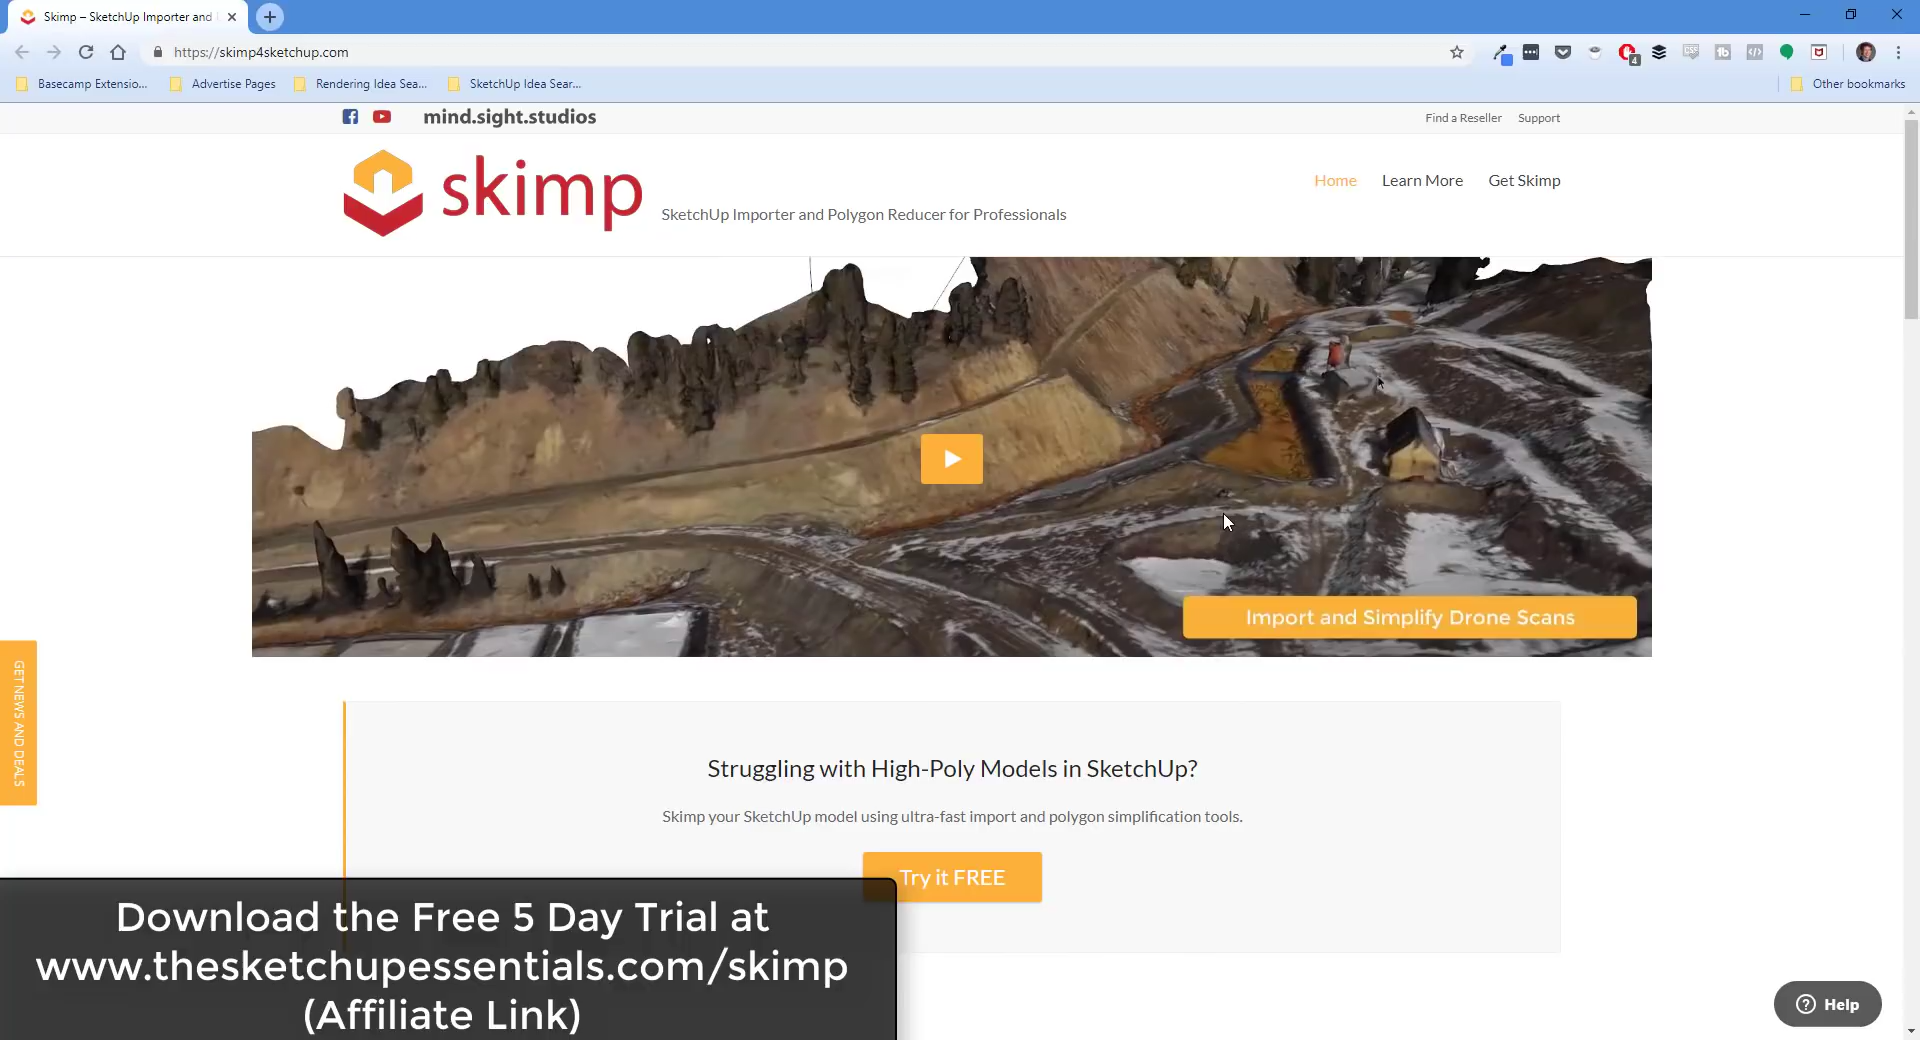 Skimp – SketchUp Importer and
https://skimp4sketchup.com
4
Basecamp Extensio...
Advertise Pages
Rendering Idea Sea...
SketchUp Idea Sear...
Other bookmarks
mind.sight.studios
Find a Reseller
Support
skimp
SketchUp Importer and Polygon Reducer for Professionals
Home
Learn More
Get Skimp
Import and Simplify Drone Scans
GET NEWS AND DEALS
Struggling with High-Poly Models in SketchUp?
Skimp your SketchUp model using ultra-fast import and polygon simplification tools.
Try it FREE
Download the Free 5 Day Trial at
www.thesketchupessentials.com/skimp
(Affiliate Link)
Help